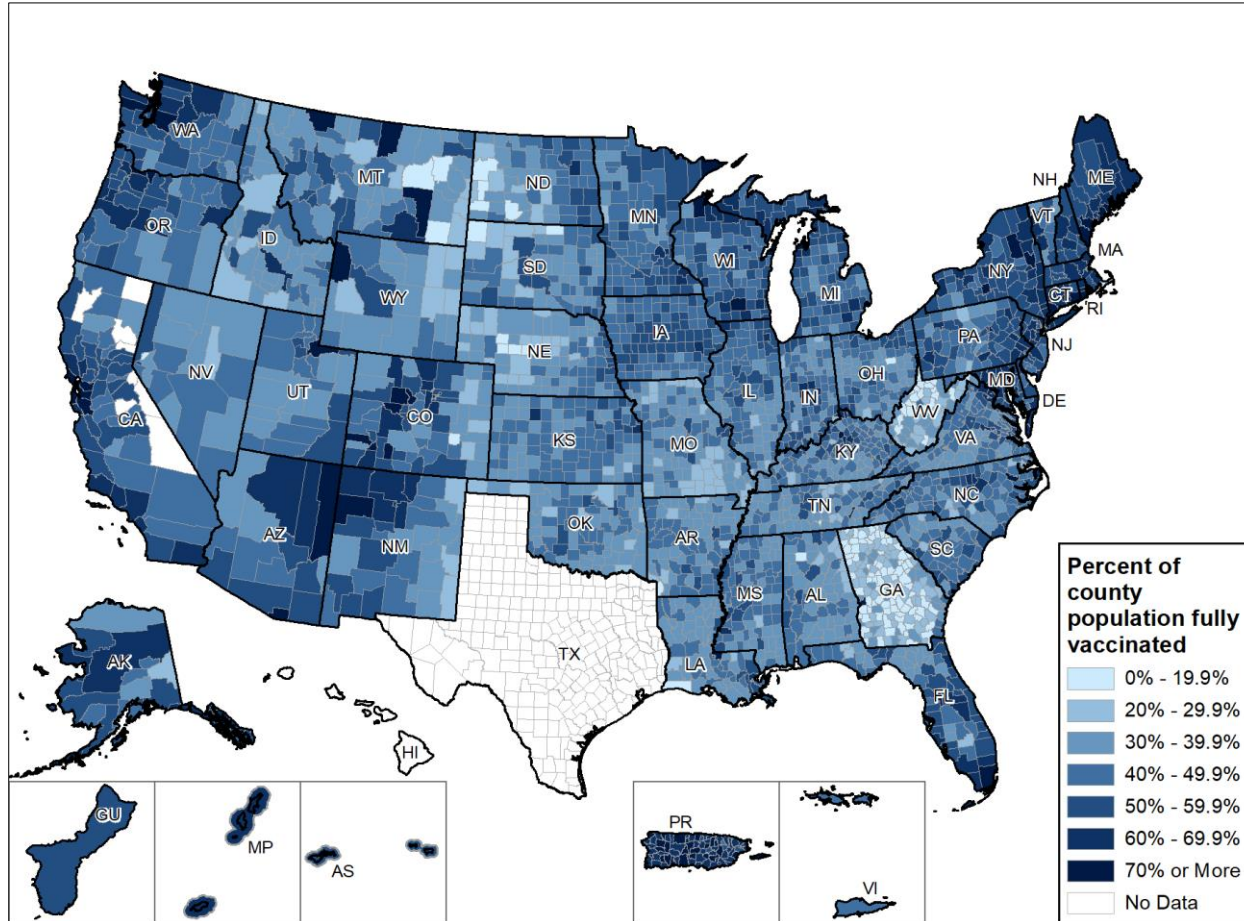 WA
MT
ND
MN
NH
VT
ME
OR
ID
SD
WI
MI
NY
MA
WY
CT
RI
IA
PA
NJ
NE
NV
UT
IL
IN
OH
MD
DE
CA
CO
WV
KS
MO
KY
VA
TN
NC
AZ
NM
OK
AR
SC
MS
AL
GA
TX
LA
AK
FL
HI
GU
MP
AS
PR
VI
Percent of
county
population fully
vaccinated
0% - 19.9%
20% - 29.9%
30% - 39.9%
40% - 49.9%
50% - 59.9%
60% - 69.9%
70% or More
No Data